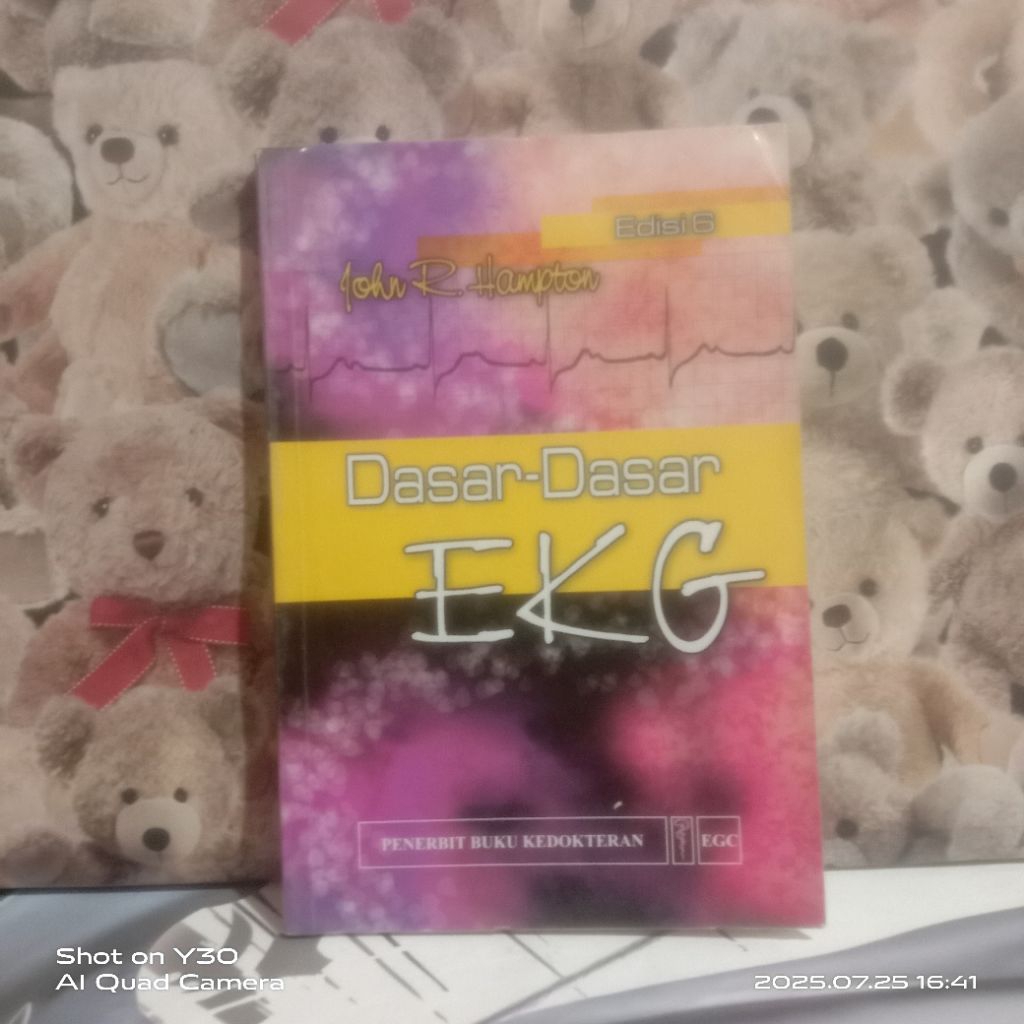 Edisi 6
John R. Hampton
Dasar-Dasar
EKG
PENERBIT BUKU KEDOKTERAN
EGC
Shot on Y30
AI Quad Camera
2025.07.25 16:41